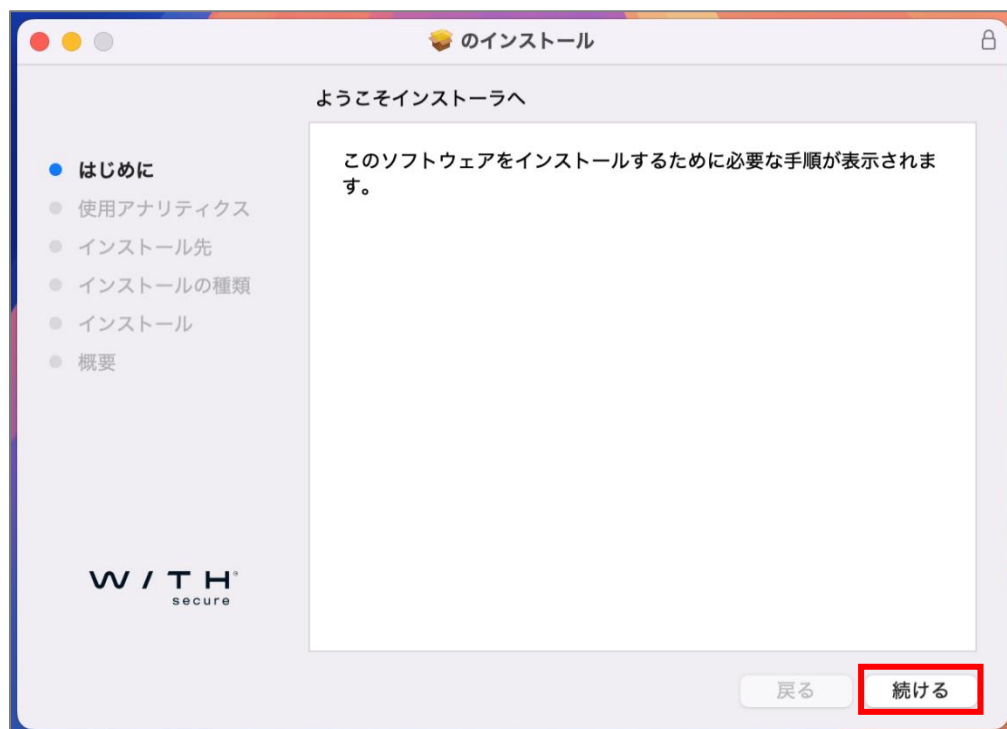 のインストール
ようこそインストーラへ
はじめに
使用アナリティクス
インストール先
インストールの種類
インストール
概要
このソフトウェアをインストールするために必要な手順が表示されま
す。
W / T H
secure
戻る
続ける